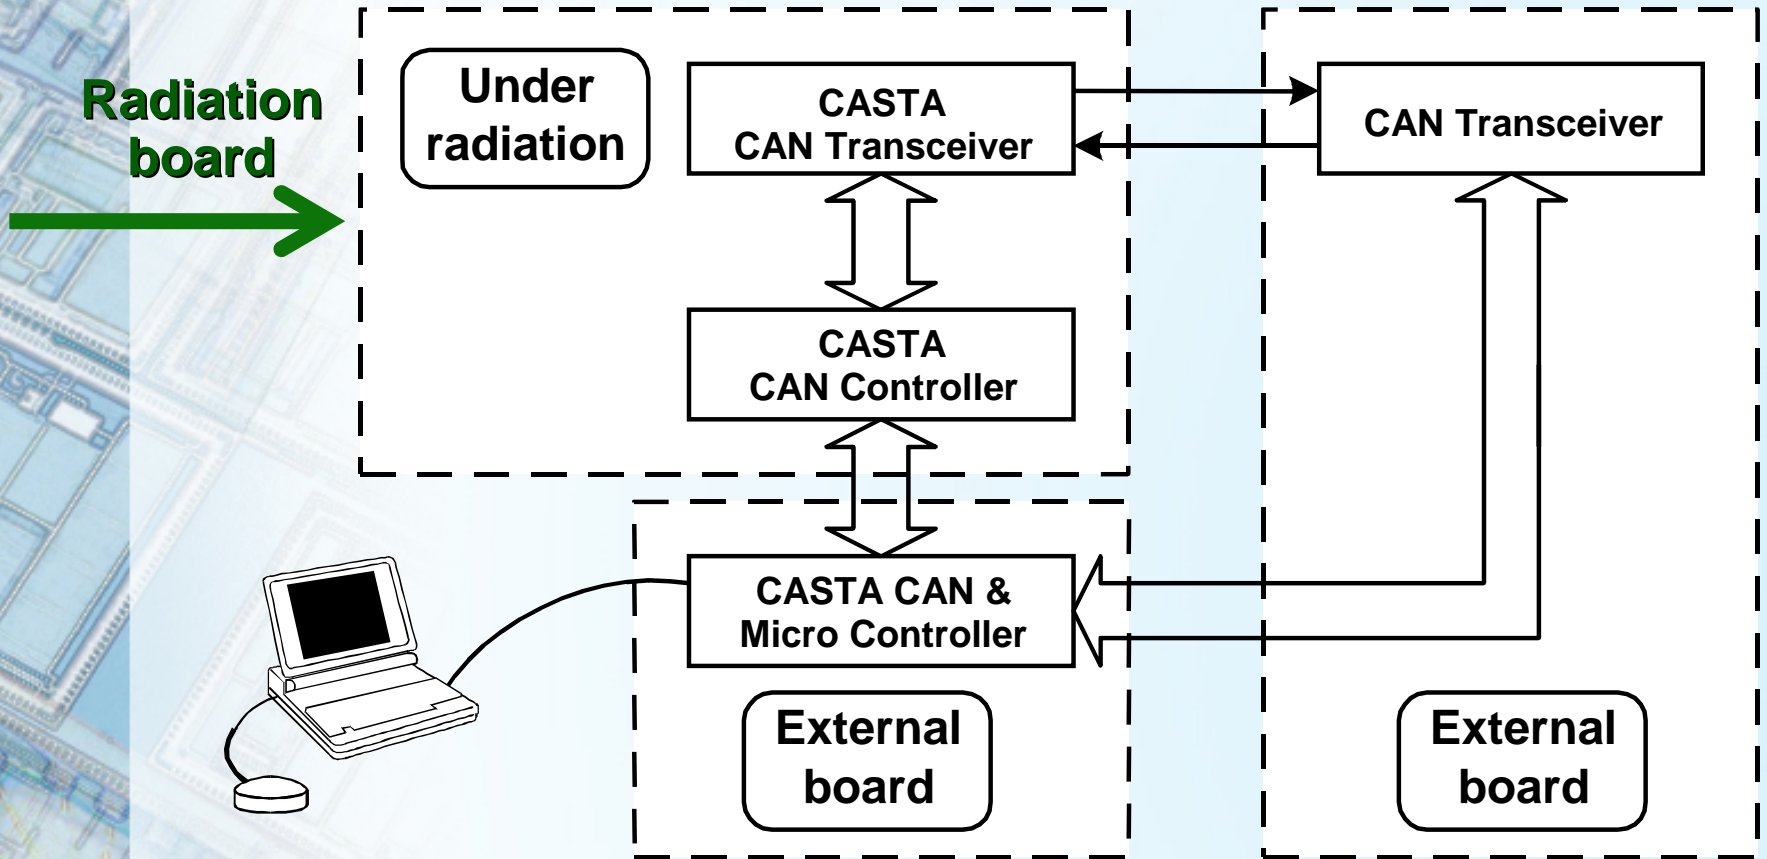 Radiation
board
Under
radiation
CASTA
CAN Transceiver
CAN Transceiver
CASTA
CAN Controller
CASTA CAN &
Micro Controller
External
board
External
board